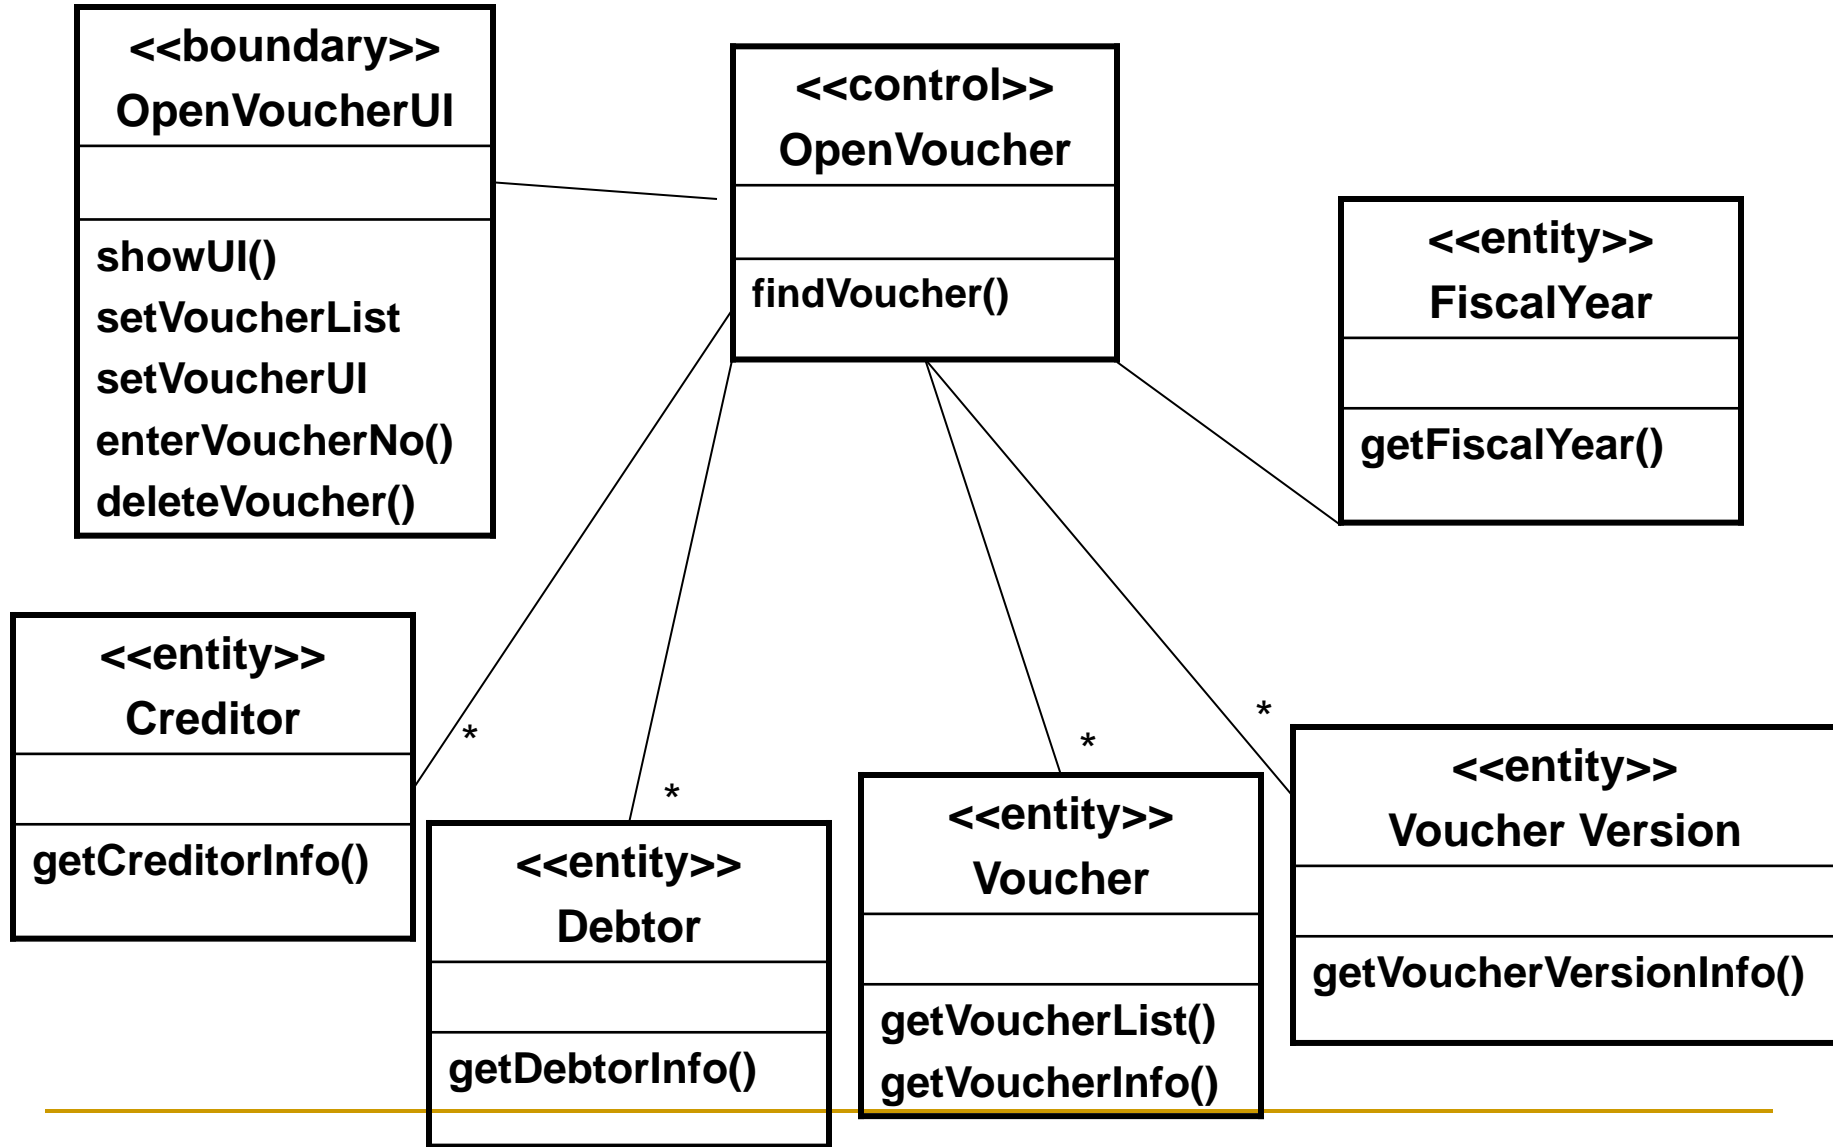 <<boundary>>
OpenVoucherUI
showUI()
setVoucherList
setVoucherUI
enterVoucherNo()
deleteVoucher()
<<control>>
OpenVoucher
findVoucher()
<<entity>>
FiscalYear
getFiscalYear()
<<entity>>
Creditor
getCreditorInfo()
*
*
<<entity>>
Debtor
getDebtorInfo()
*
<<entity>>
Voucher
getVoucherList()
getVoucherInfo()
*
<<entity>>
Voucher Version
getVoucherVersionInfo()